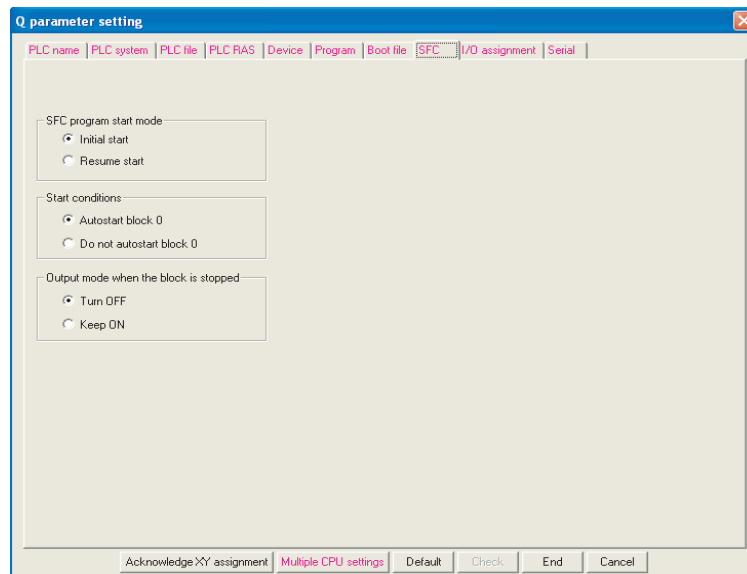 Q parameter setting
PLC name PLC system PLC file PLC RAS Device Program Boot file SFC I/O assignment Serial
SFC program start mode
Initial start
Resume start
Start conditions
Autostart block 0
Do not autostart block 0
Output mode when the block is stopped
Turn OFF
Keep ON
Acknowledge XY assignment Multiple CPU settings Default Check End Cancel